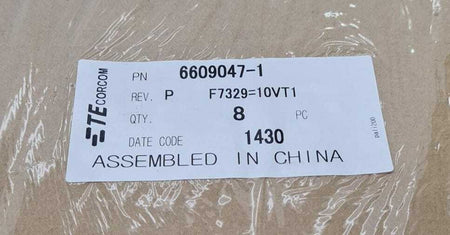 TE CORCOM
PN 6609047-1
REV. P F7329=10VT1
QTY. 8 PC
DATE CODE 1430
ASSEMBLED IN CHINA